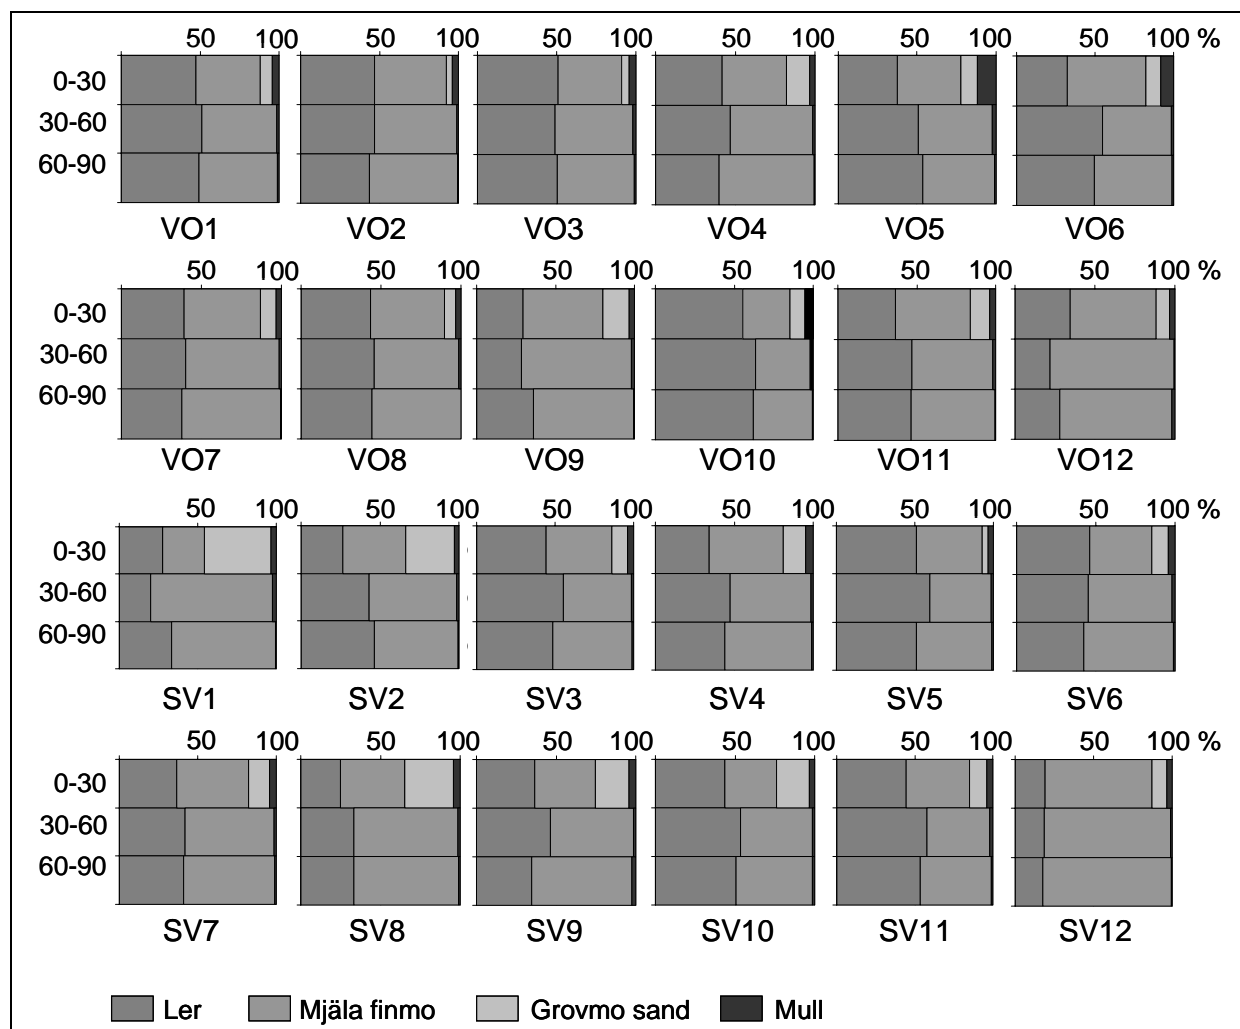 50 100 50 100 50 100 50 100 50 100 50 100 %
0-30
30-60
60-90
VO1 VO2 VO3 VO4 VO5 VO6
50 100 50 100 50 100 50 100 50 100 50 100
0-30
30-60
60-90
VO7 VO8 VO9 VO10 VO11 VO12
50 100 50 100 50 100 50 100 50 100 50 100 %
0-30
30-60
60-90
SV1 SV2 SV3 SV4 SV5 SV6
50 100 50 100 50 100 50 100 50 100 50 100 %
0-30
30-60
60-90
SV7 SV8 SV9 SV10 SV11 SV12
Ler Mjäla finmo Grovmo sand Mull